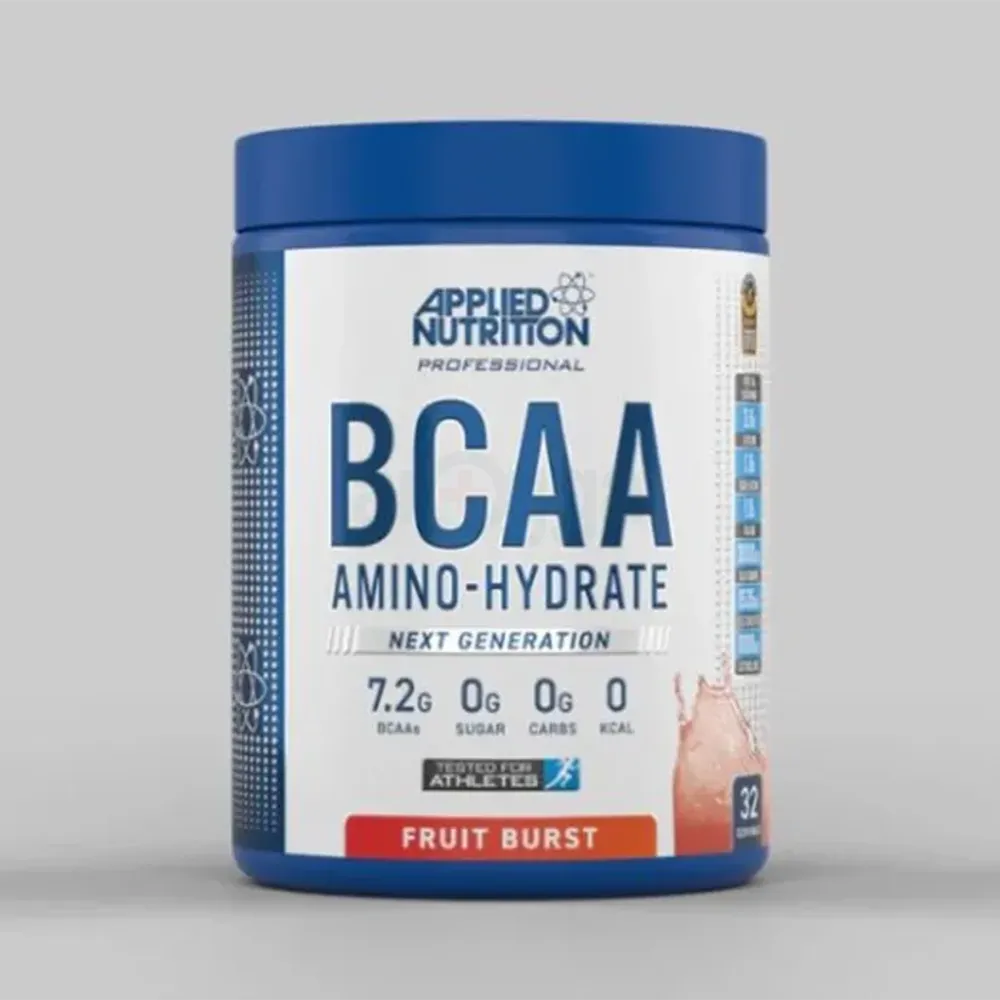 APPLIED
NUTRITION
PROFESSIONAL
BCAA
AMINO-HYDRATE
NEXT GENERATION
7.2G 0G 0G 0
BCAAs SUGAR CARBS KCAL
TESTED FOR
ATHLETES
FRUIT BURST
32
SERVINGS